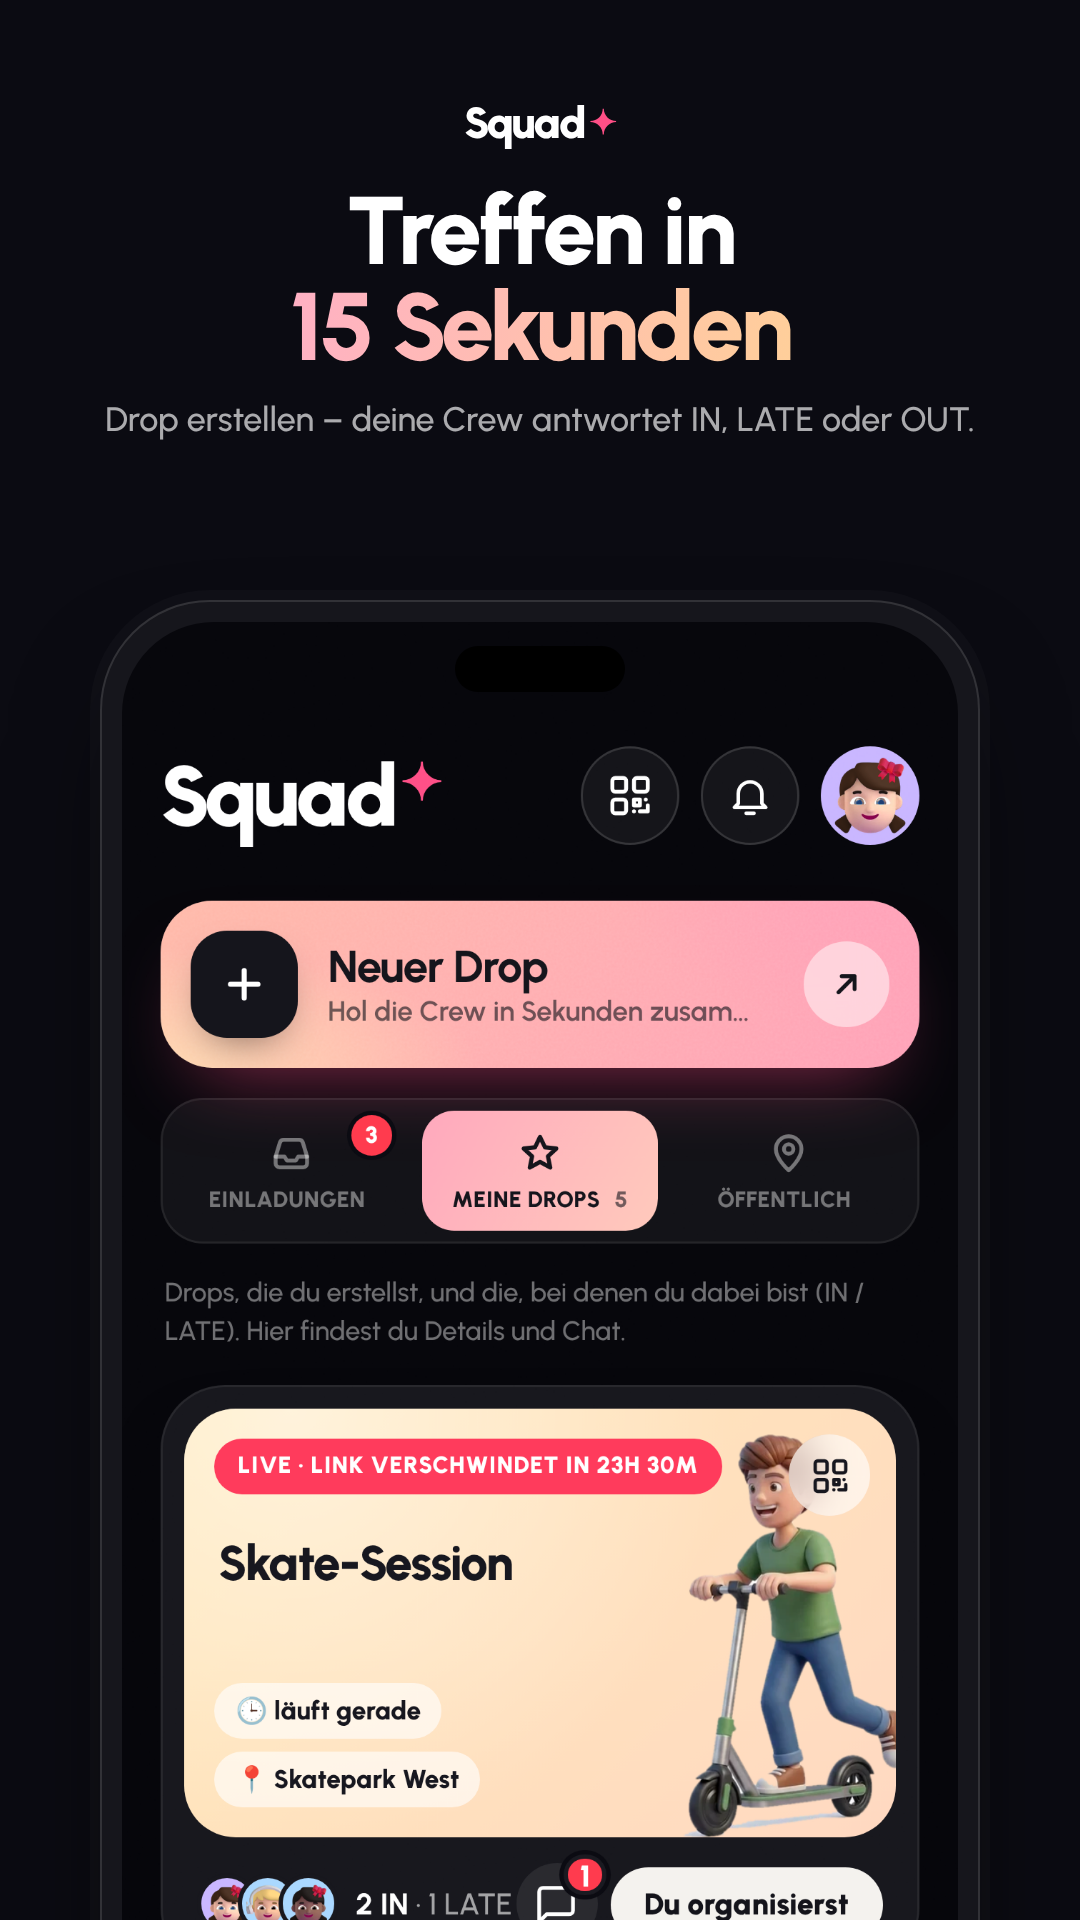 Squad
Treffen in
15 Sekunden
Drop erstellen – deine Crew antwortet IN, LATE oder OUT.
Squad
Neuer Drop
Hol die Crew in Sekunden zusam...
3
EINLADUNGEN
MEINE DROPS 5
ÖFFENTLICH
Drops, die du erstellst, und die, bei denen du dabei bist (IN /
LATE). Hier findest du Details und Chat.
LIVE · LINK VERSCHWINDET IN 23H 30M
Skate-Session
läuft gerade
Skatepark West
2 IN · 1 LATE
1
Du organisierst